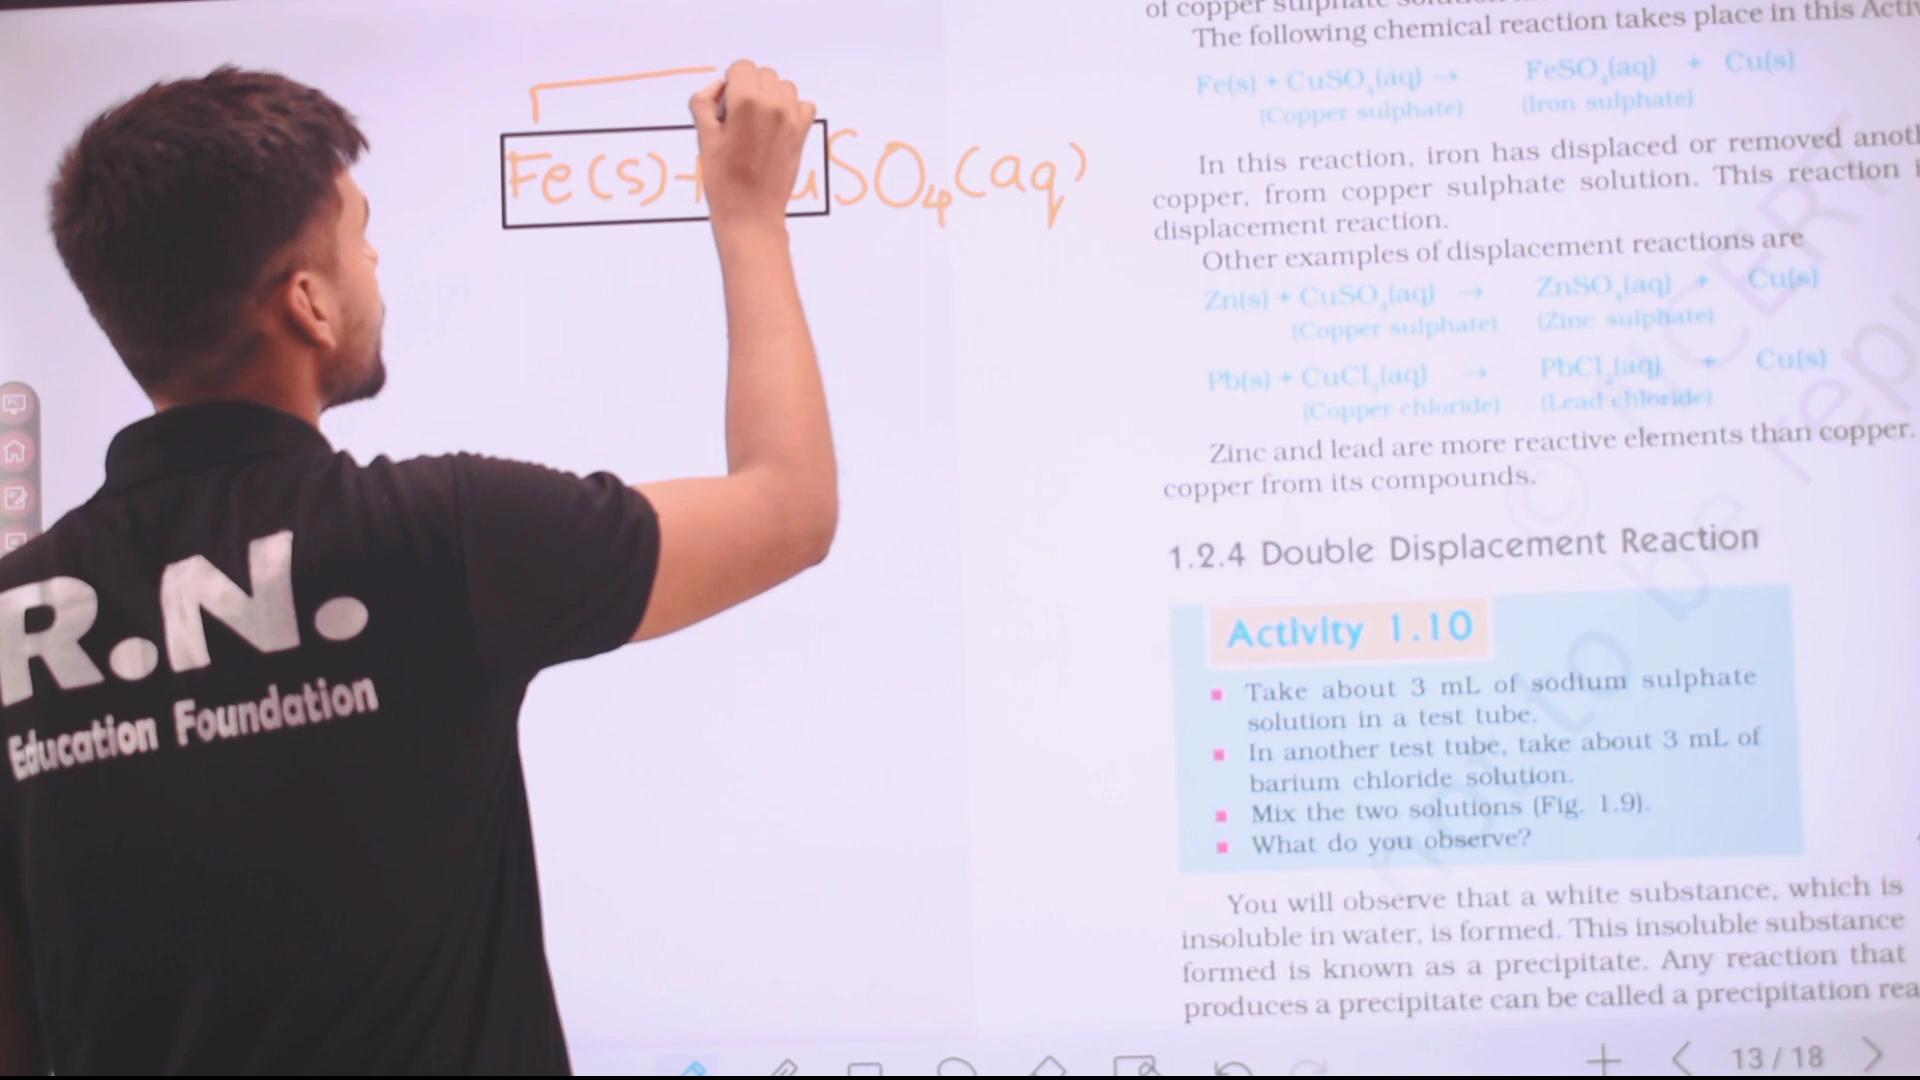 Fe(s)+ uSO₄(aq)
R.N.
Education Foundation
of copper sulphate
The following chemical reaction takes place in this
Fe(s) + CuSO₄(aq) → FeSO₄(aq) + Cu(s)
(Copper sulphate) (Iron sulphate)
In this reaction, iron has displaced or removed
copper, from copper sulphate solution. This reaction
displacement reaction.
Other examples of displacement reactions are
Zn(s) + CuSO₄(aq) → ZnSO₄(aq) + Cu(s)
(Copper sulphate) (Zinc sulphate)
Pb(s) + CuCl₂(aq) → PbCl₂(aq) + Cu(s)
(Copper chloride) (Lead chloride)
Zinc and lead are more reactive elements than copper.
copper from its compounds.
1.2.4 Double Displacement Reaction
Activity 1.10
Take about 3 mL of sodium sulphate
solution in a test tube.
In another test tube, take about 3 mL of
barium chloride solution.
Mix the two solutions (Fig. 1.9).
What do you observe?
You will observe that a white substance, which is
insoluble in water, is formed. This insoluble substance
formed is known as a precipitate. Any reaction that
produces a precipitate can be called a precipitation
not to be
13 / 18